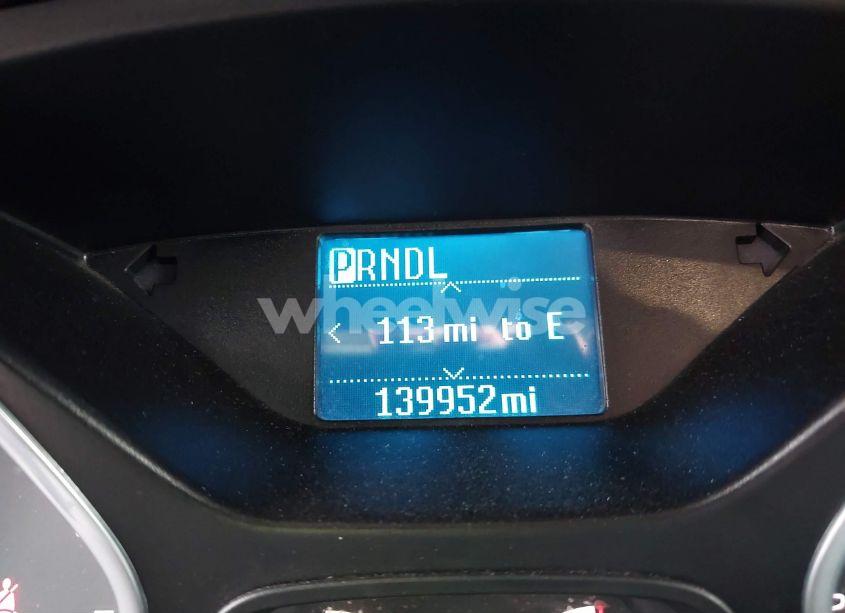 PRNDL
wheelwise
113 mi to E
139952mi